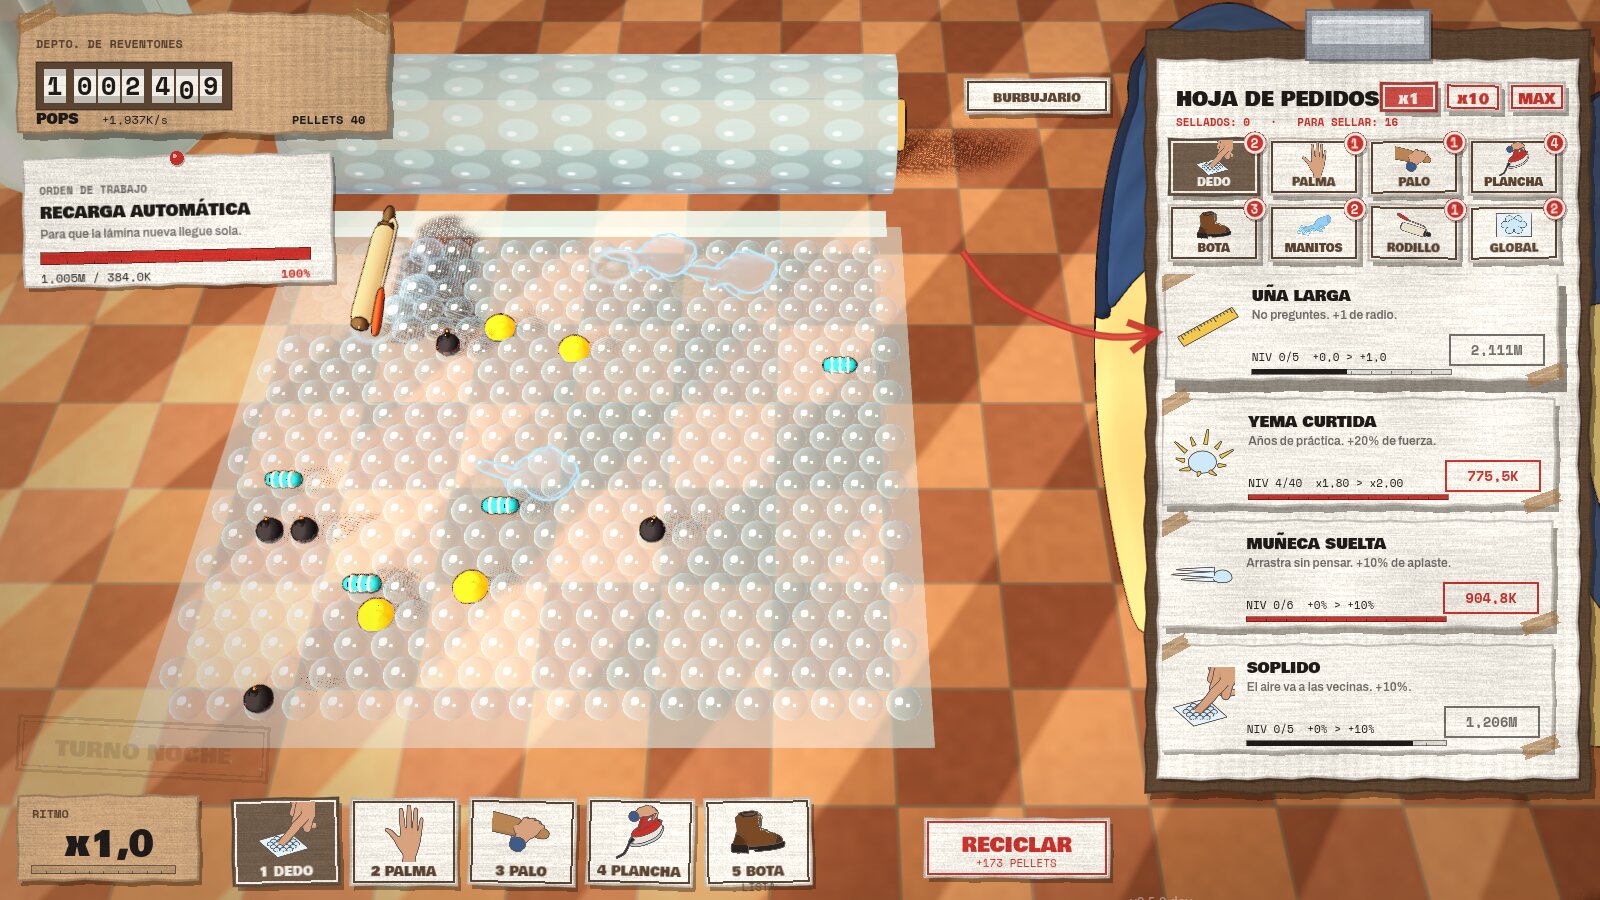 DEPTO. DE REVENTONES
1002409
POPS +1,937K/s PELLETS 40
ORDEN DE TRABAJO
RECARGA AUTOMÁTICA
Para que la lámina nueva llegue sola.
1,005M / 384.0K 100%
BURBUJARIO
HOJA DE PEDIDOS x1 x10 MAX
SELLADOS: 0 · PARA SELLAR: 16
2 1 1 4
DEDO PALMA PALO PLANCHA
3 2 1 2
BOTA MANITOS RODILLO GLOBAL
UÑA LARGA
No preguntes. +1 de radio.
NIV 0/5 +0,0 > +1,0
2,111M
YEMA CURTIDA
Años de práctica. +20% de fuerza.
NIV 4/40 x1,80 > x2,00
775,5K
MUÑECA SUELTA
Arrastra sin pensar. +10% de aplaste.
NIV 0/6 +0% > +10%
904,8K
SOPLIDO
El aire va a las vecinas. +10%.
NIV 0/5 +0% > +10%
1,206M
TURNO NOCHE
RITMO
x1,0
1 DEDO
2 PALMA
3 PALO
4 PLANCHA
5 BOTA
LISTA
RECICLAR
+173 PELLETS